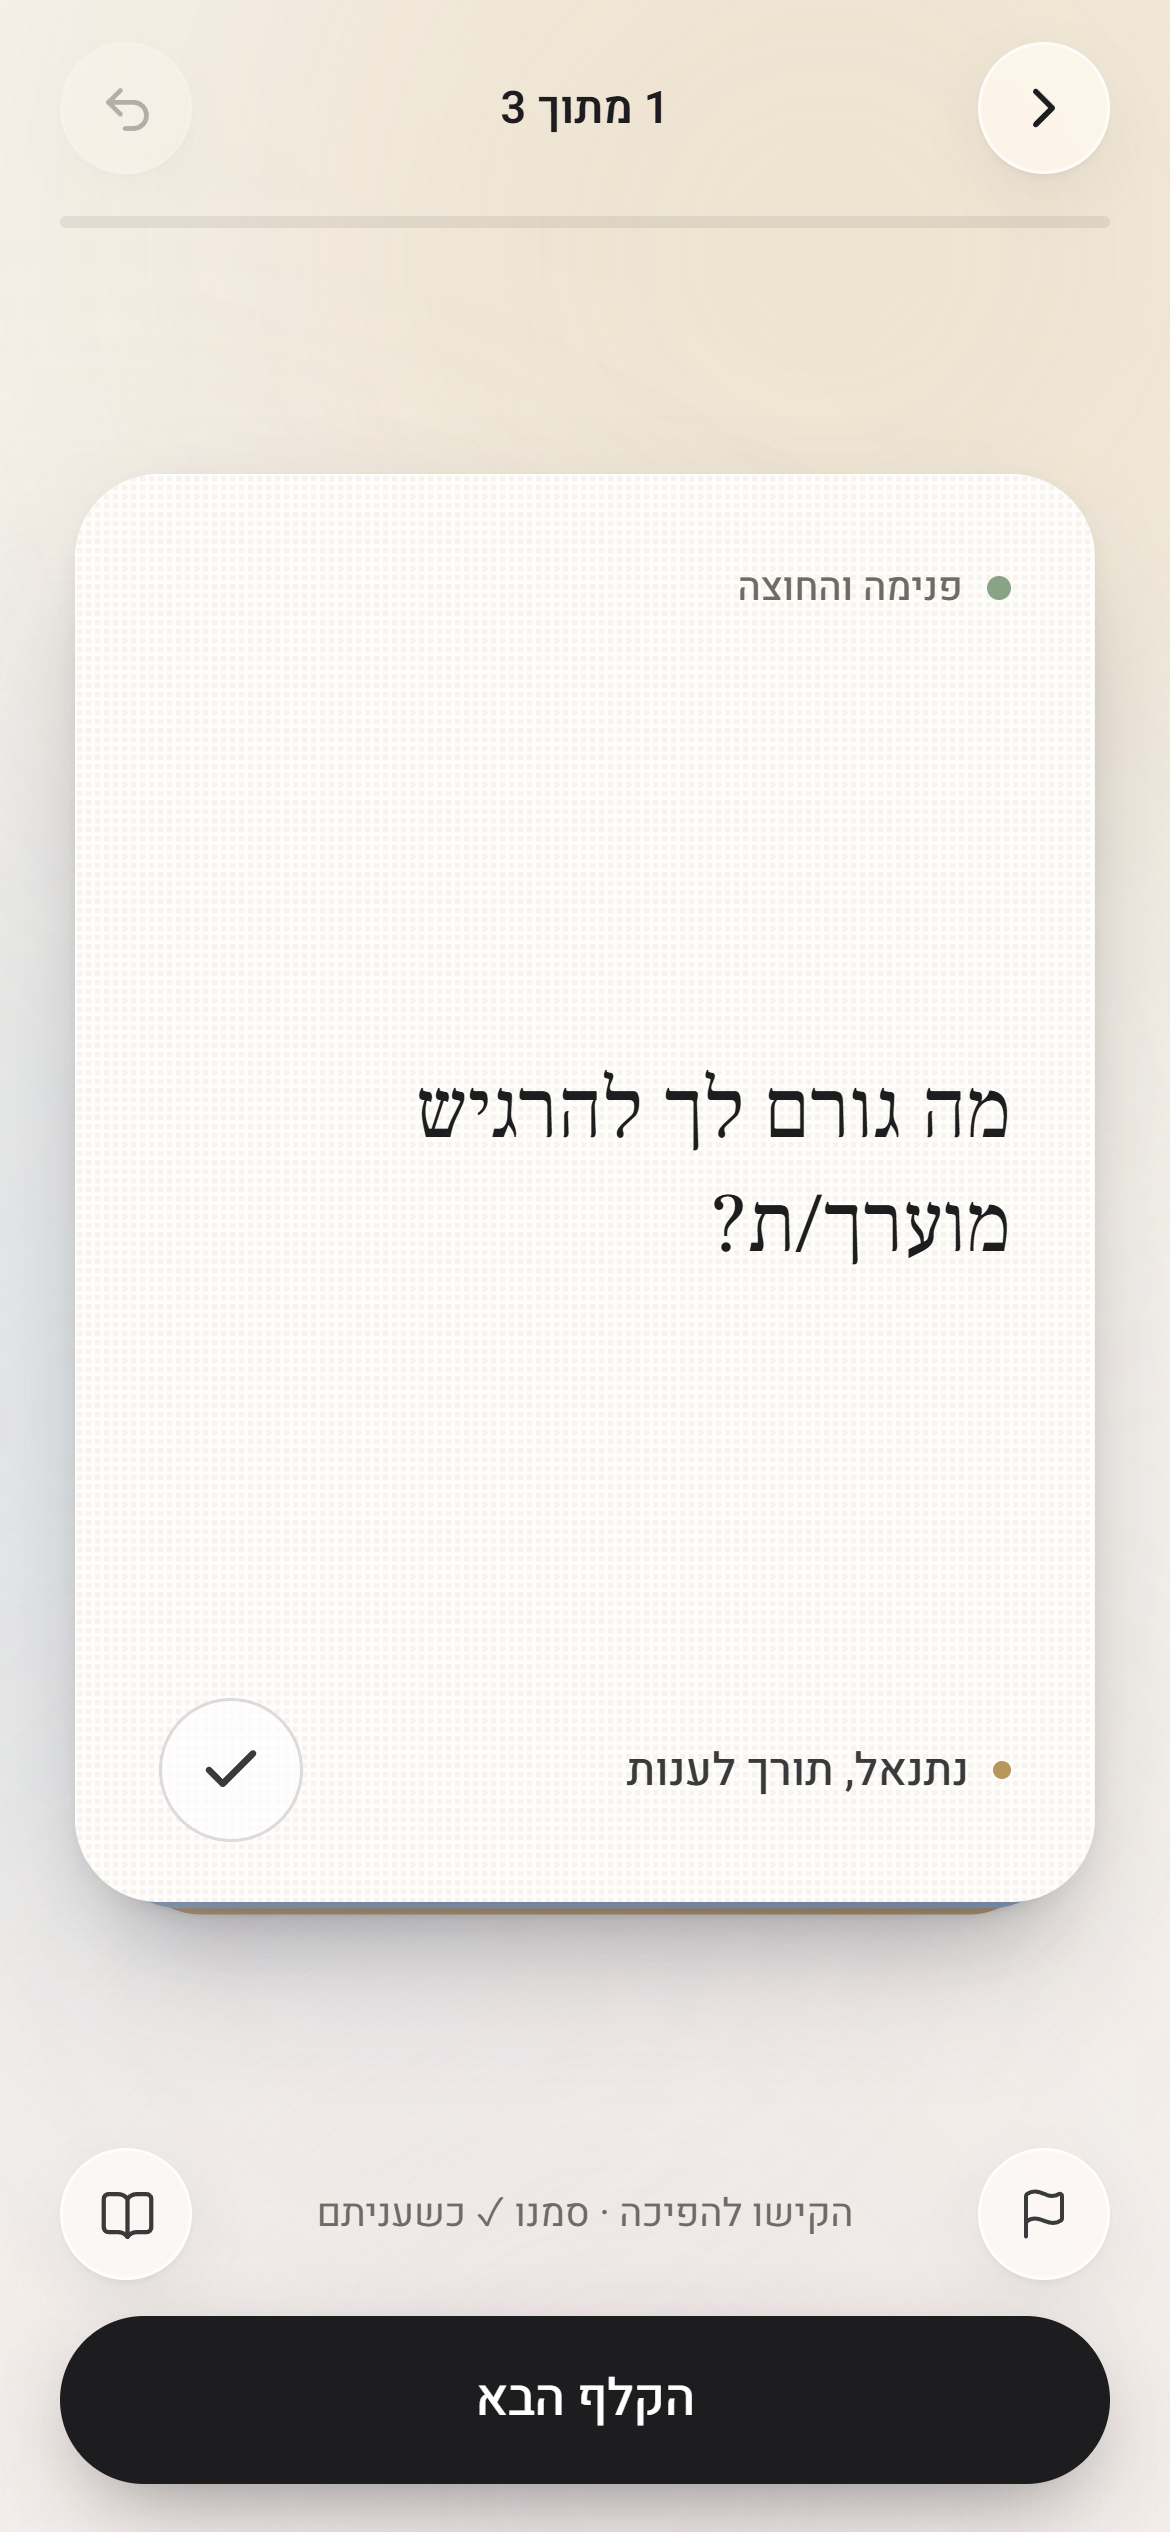 1 מתוך 3
פנימה והחוצה
מה גורם לך להרגיש
מוערך/ת?
נתנאל, תורך לענות
הקישו להפיכה · סמנו ✓ כשעניתם
הקלף הבא